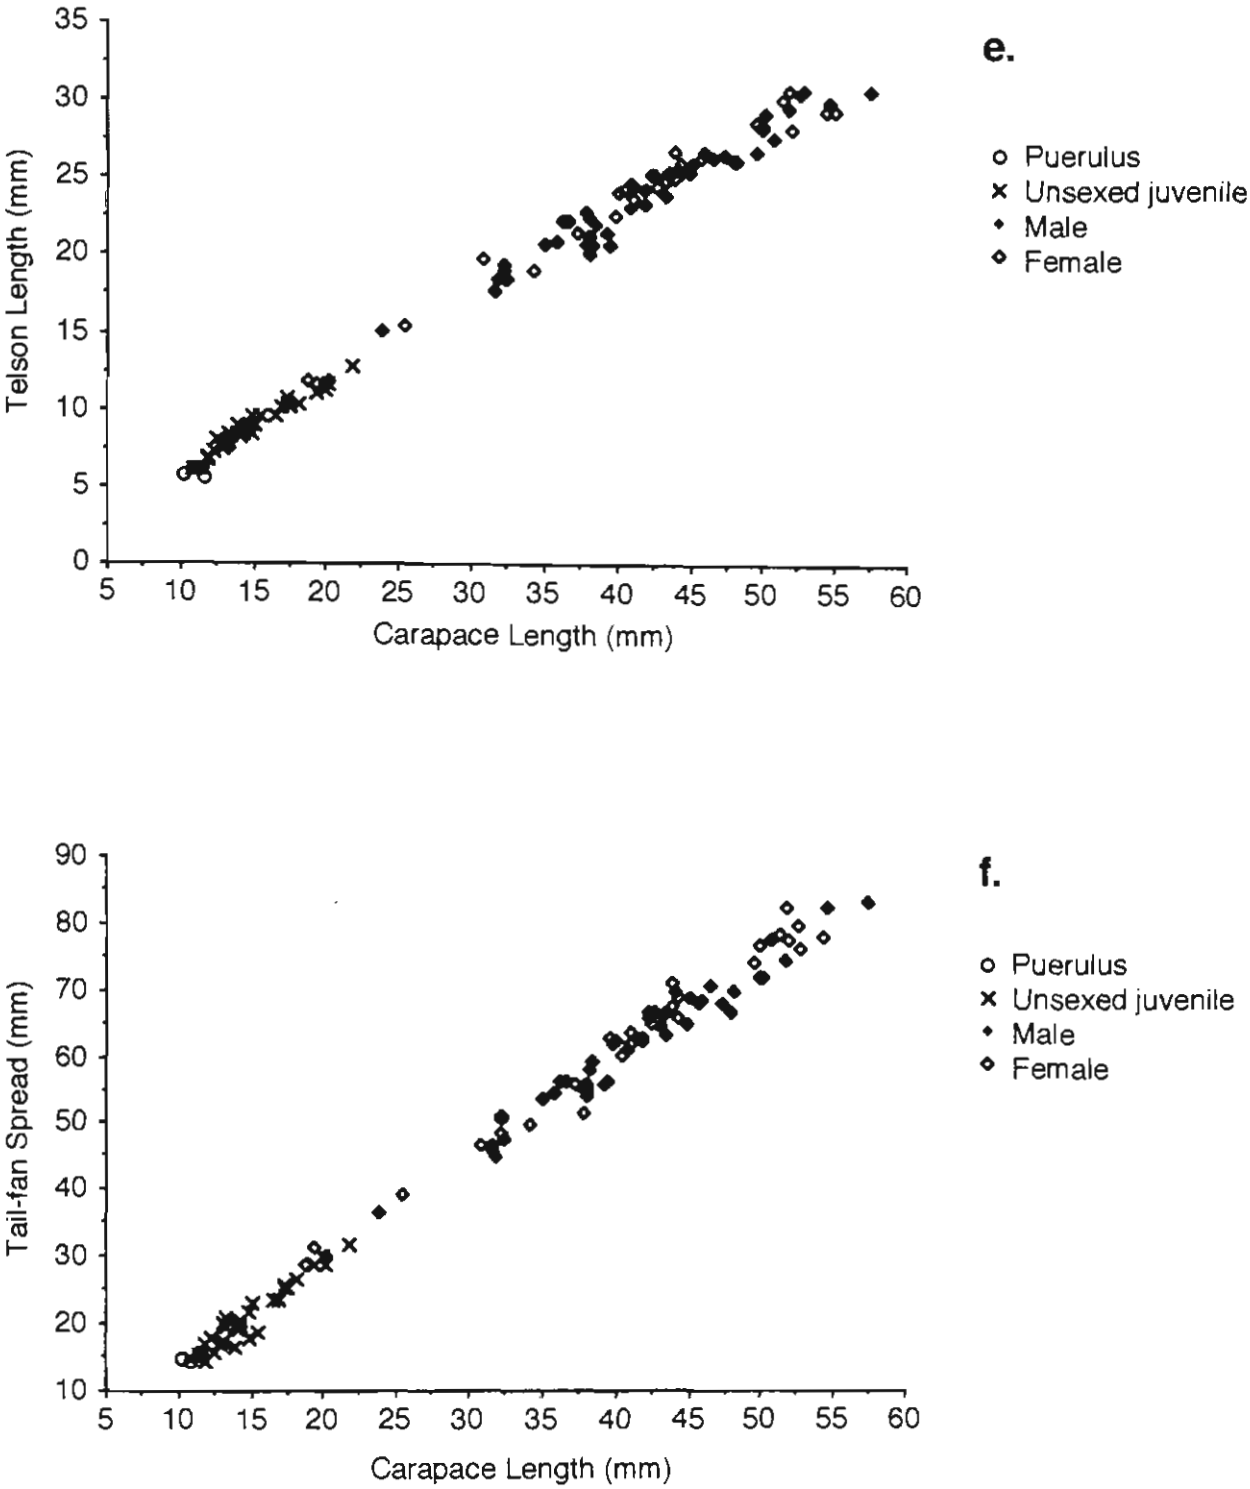 35
e.
30
25
20
15
10
5
0
Telson Length (mm)
Puerulus
Unsexed juvenile
Male
Female
5 10 15 20 25 30 35 40 45 50 55 60
Carapace Length (mm)
90
f.
80
70
60
50
40
30
20
10
Tail-fan Spread (mm)
Puerulus
Unsexed juvenile
Male
Female
5 10 15 20 25 30 35 40 45 50 55 60
Carapace Length (mm)